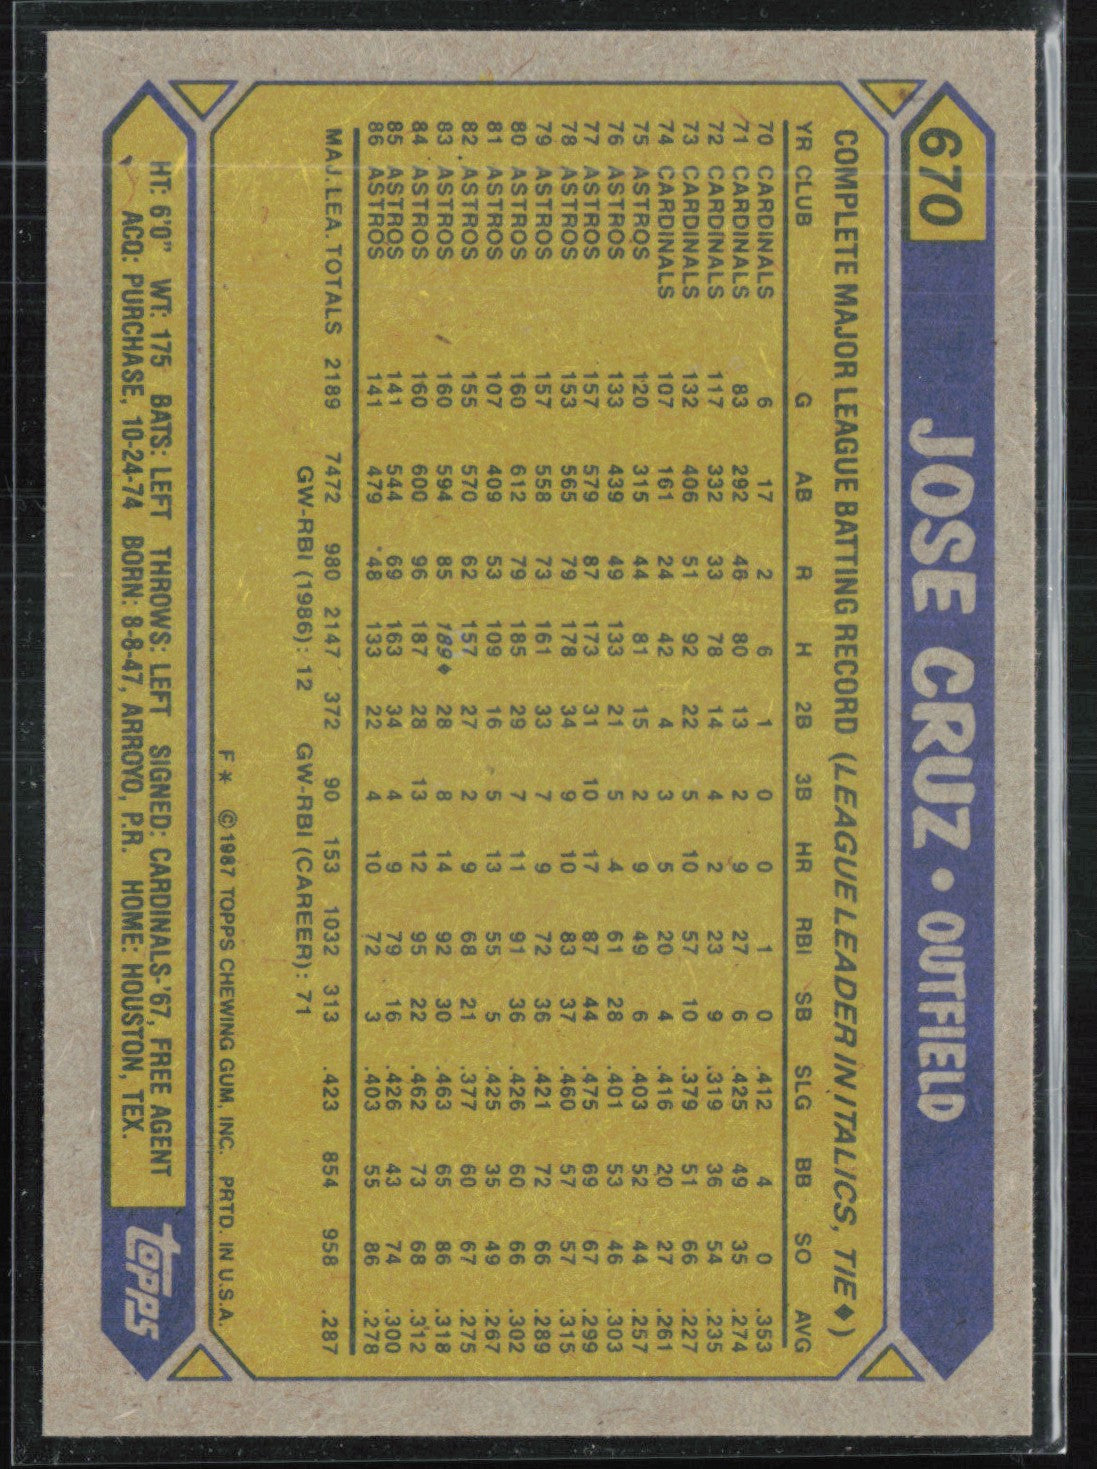 670 JOSE CRUZ • OUTFIELD
COMPLETE MAJOR LEAGUE BATTING RECORD (LEAGUE LEADER IN ITALICS, TIE ♦)
YR CLUB G AB R H 2B 3B HR RBI SB SLG BB SO AVG
70 CARDINALS 6 17 2 6 1 0 0 1 0 .412 4 0 .353
71 CARDINALS 83 292 46 80 13 2 9 27 6 .425 49 35 .274
72 CARDINALS 117 332 33 78 14 4 2 23 9 .319 36 54 .235
73 CARDINALS 132 406 51 92 22 5 10 57 10 .379 51 66 .227
74 CARDINALS 107 161 24 42 4 3 5 20 4 .416 20 27 .261
75 ASTROS 120 315 44 81 15 2 9 49 6 .403 52 44 .257
76 ASTROS 133 439 49 133 21 5 4 61 28 .401 53 46 .303
77 ASTROS 157 579 87 173 31 10 17 87 44 .475 69 67 .299
78 ASTROS 153 565 79 178 34 9 10 83 37 .460 57 57 .315
79 ASTROS 157 558 73 161 33 7 9 72 36 .421 72 66 .289
80 ASTROS 160 612 79 185 29 7 11 91 36 .426 60 66 .302
81 ASTROS 107 409 53 109 16 5 13 55 5 .425 35 49 .267
82 ASTROS 155 570 62 157 27 2 9 68 21 .377 60 67 .275
83 ASTROS 160 594 85 189♦ 28 8 14 92 30 .463 65 86 .318
84 ASTROS 160 600 96 187 28 13 12 95 22 .462 73 68 .312
85 ASTROS 141 544 69 163 34 4 9 79 16 .426 43 74 .300
86 ASTROS 141 479 48 133 22 4 10 72 3 .403 55 86 .278
MAJ. LEA. TOTALS 2189 7472 980 2147 372 90 153 1032 313 .423 854 958 .287
GW-RBI (1986): 12 GW-RBI (CAREER): 71
F* ©1987 TOPPS CHEWING GUM, INC. PRTD. IN U.S.A.
HT: 6'0" WT: 175 BATS: LEFT THROWS: LEFT SIGNED: CARDINALS-'67, FREE AGENT
ACQ: PURCHASE, 10-24-74 BORN: 8-8-47, ARROYO, P.R. HOME: HOUSTON, TEX.
topps